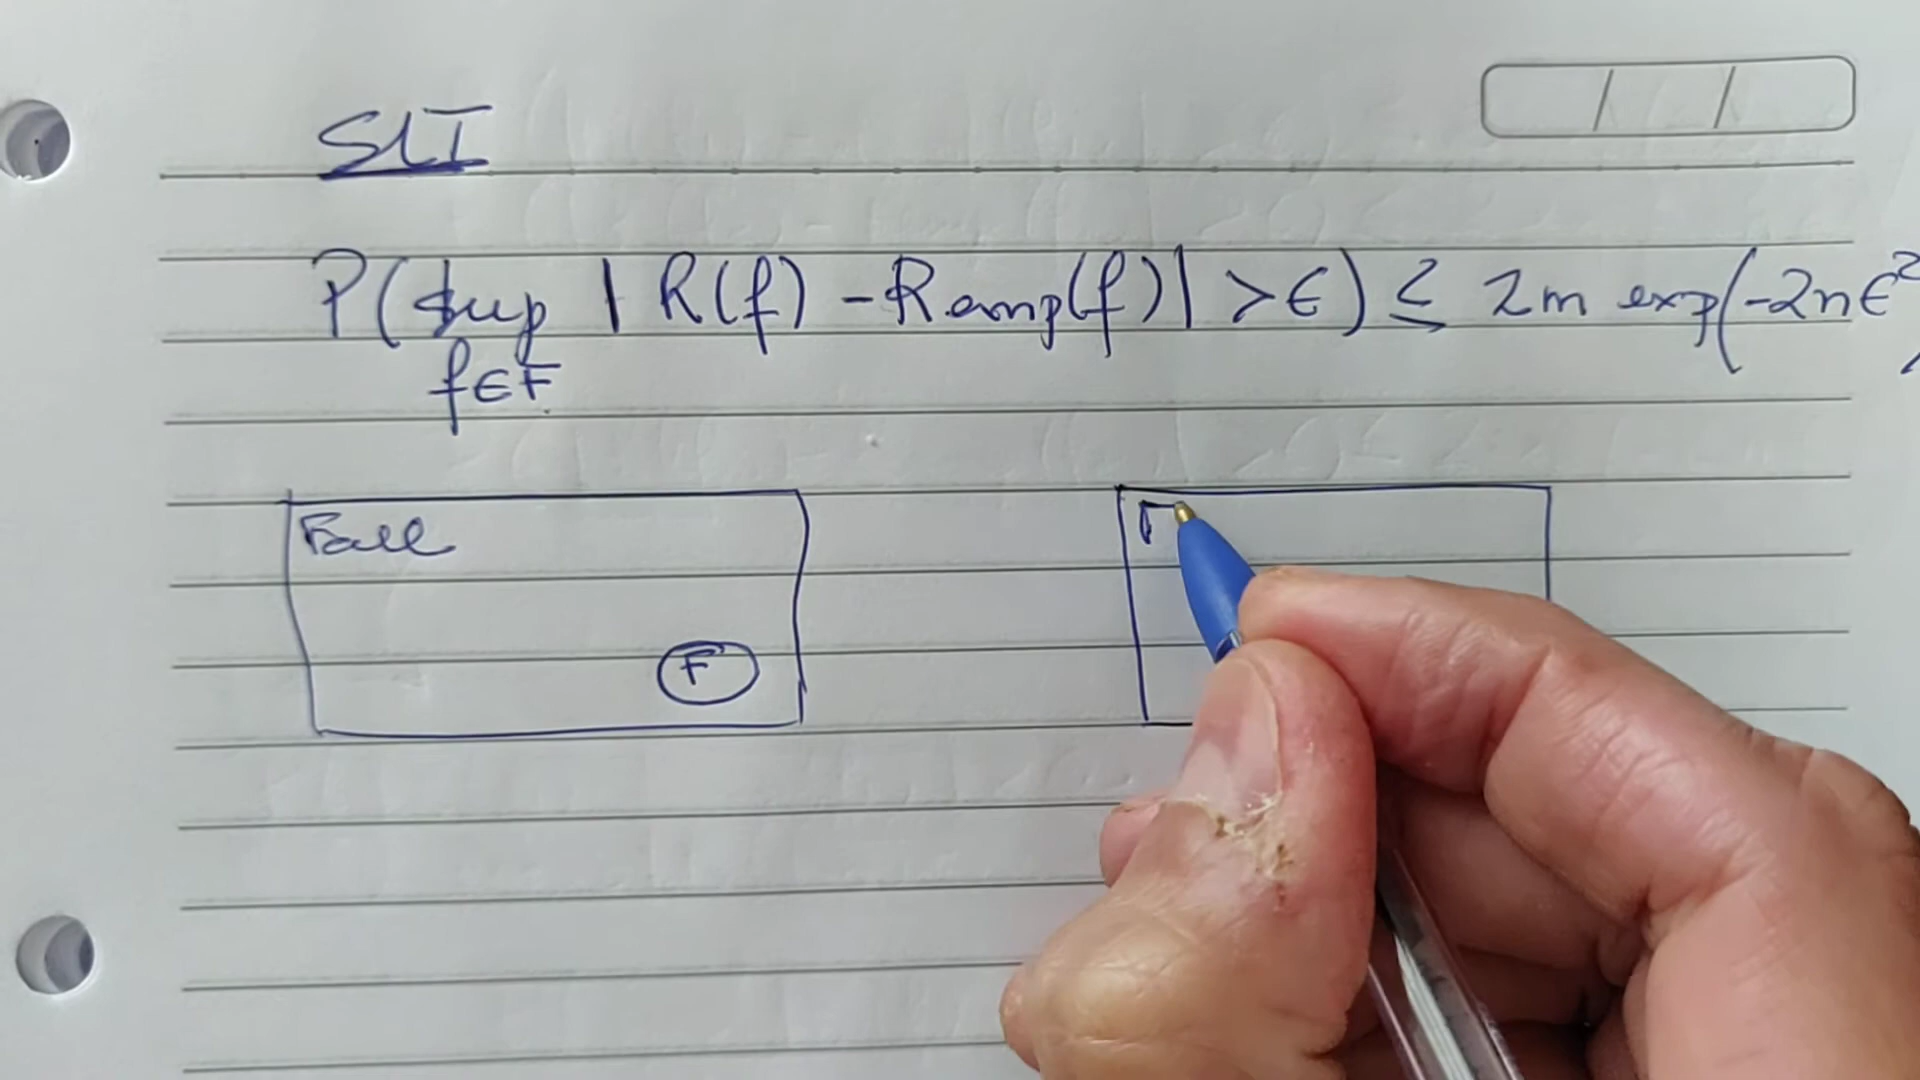 SLT
P(sup | R(f) - Remp(f)| > ϵ) ≤ 2m exp(-2nϵ²)
f∈F
Fall
F